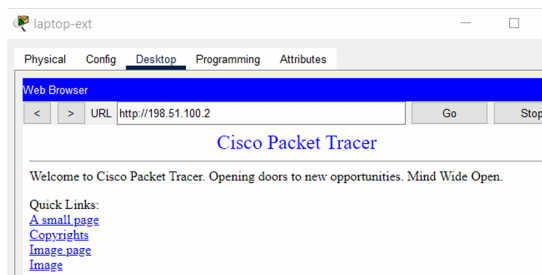 laptop-ext
Physical Config Desktop Programming Attributes
Web Browser
< > URL http://198.51.100.2 Go Stop
Cisco Packet Tracer
Welcome to Cisco Packet Tracer. Opening doors to new opportunities. Mind Wide Open.
Quick Links:
A small page
Copyrights
Image page
Image